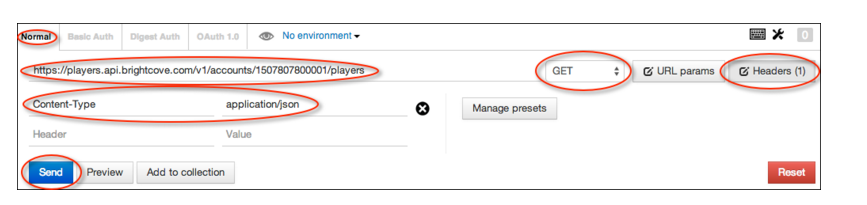 Normal Basic Auth Digest Auth OAuth 1.0 No environment 0
https://players.api.brightcove.com/v1/accounts/1507807800001/players GET URL params Headers (1)
Content-Type application/json Manage presets
Header Value
Send Preview Add to collection Reset